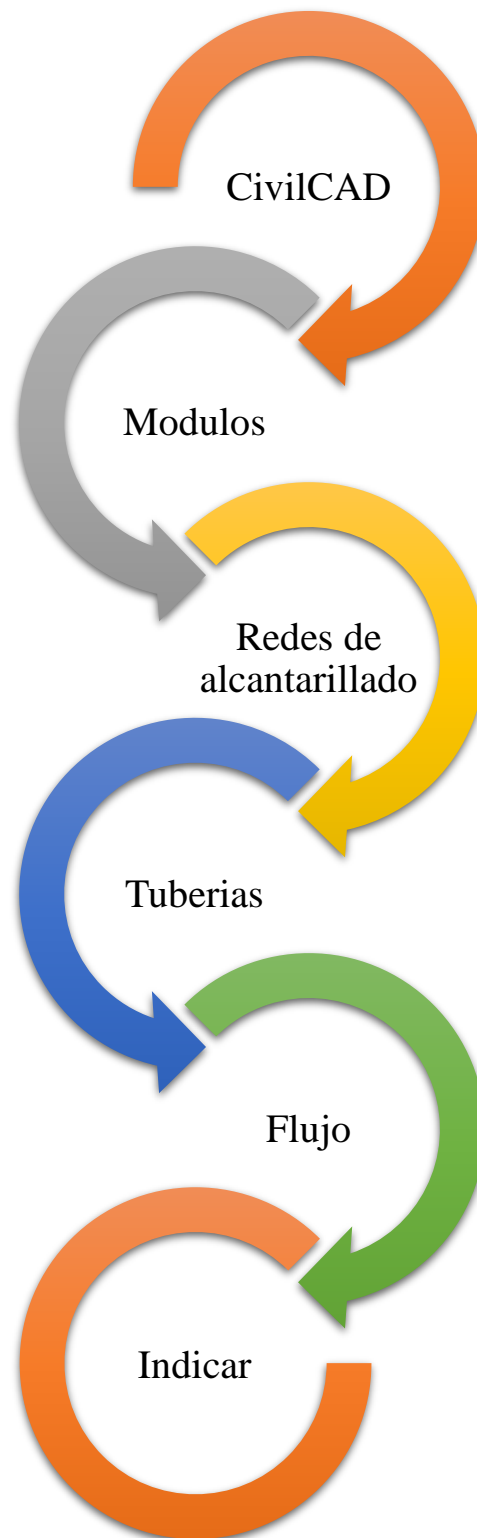 CivilCAD
Modulos
Redes de
alcantarillado
Tuberias
Flujo
Indicar